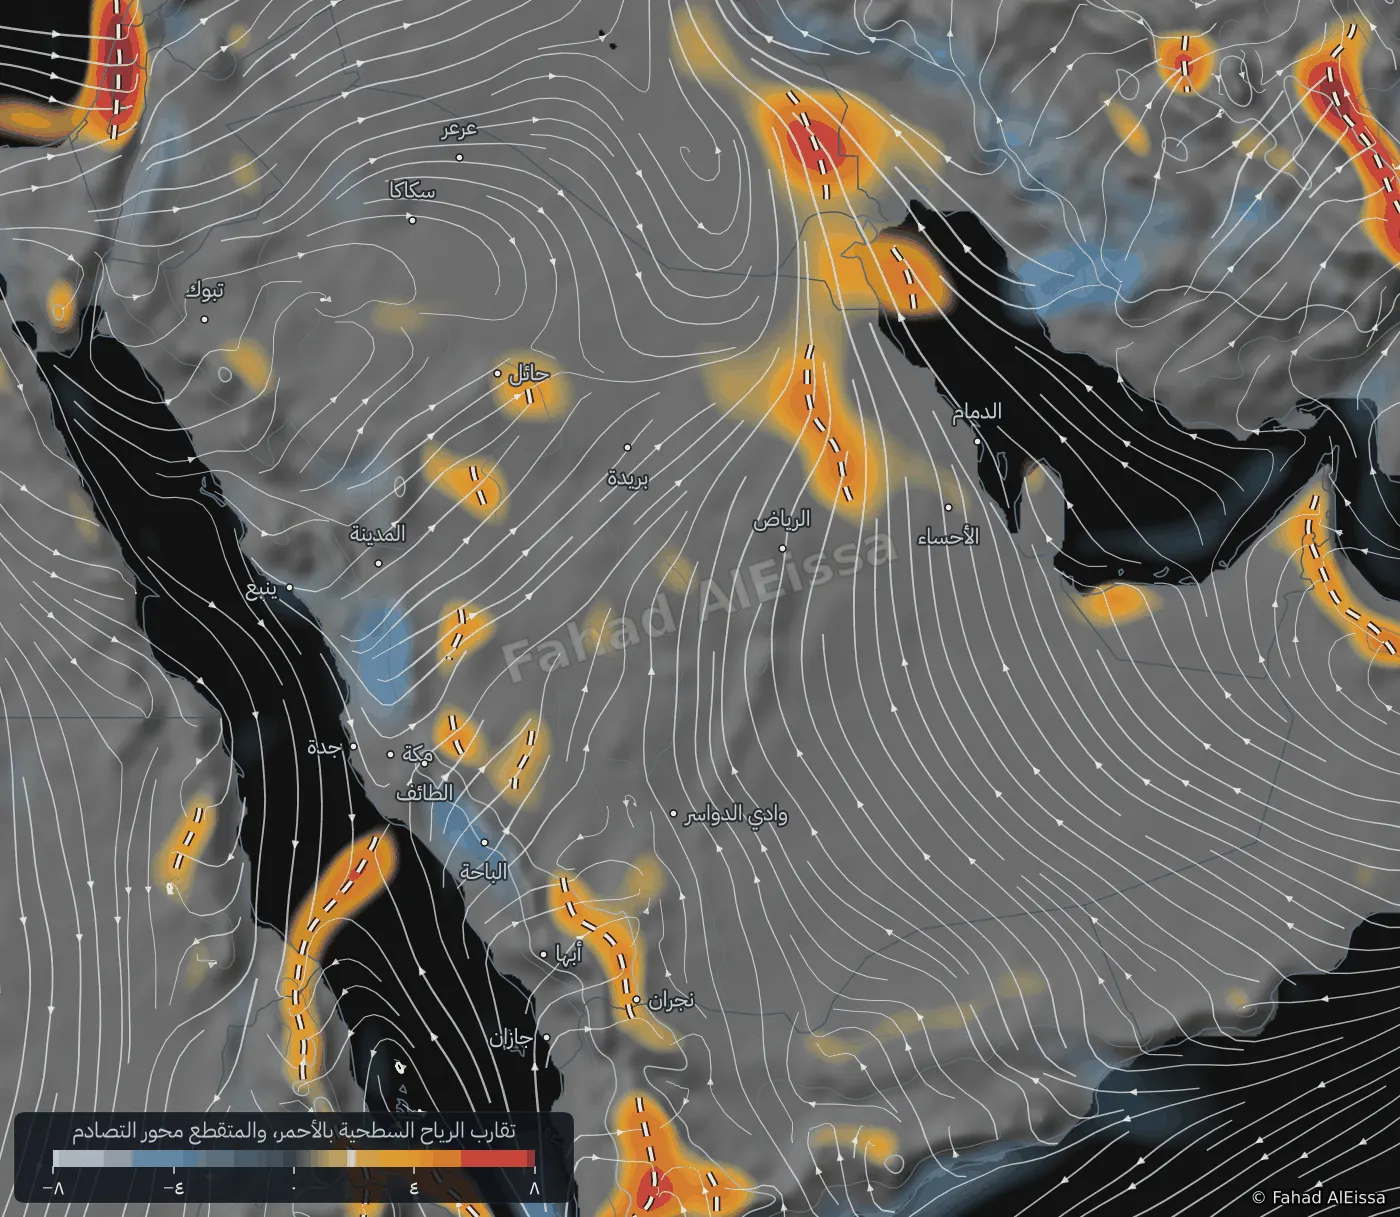 عرعر
سكاكا
تبوك
حائل
الدمام
بريدة
الرياض
الأحساء
المدينة
ينبع
Fahad AlEissa
جدة
مكة
الطائف
وادي الدواسر
الباحة
أبها
نجران
جازان
تقارب الرياح السطحية بالأحمر، والمتقطع محور التصادم
−٨ −٤ ٠ ٤ ٨
© Fahad AlEissa